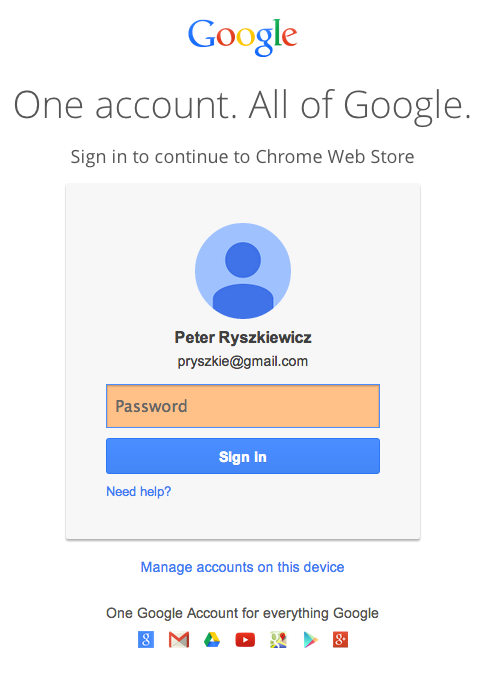 Google
One account. All of Google.
Sign in to continue to Chrome Web Store
Peter Ryszkiewicz
pryszkie@gmail.com
Password
Sign in
Need help?
Manage accounts on this device
One Google Account for everything Google